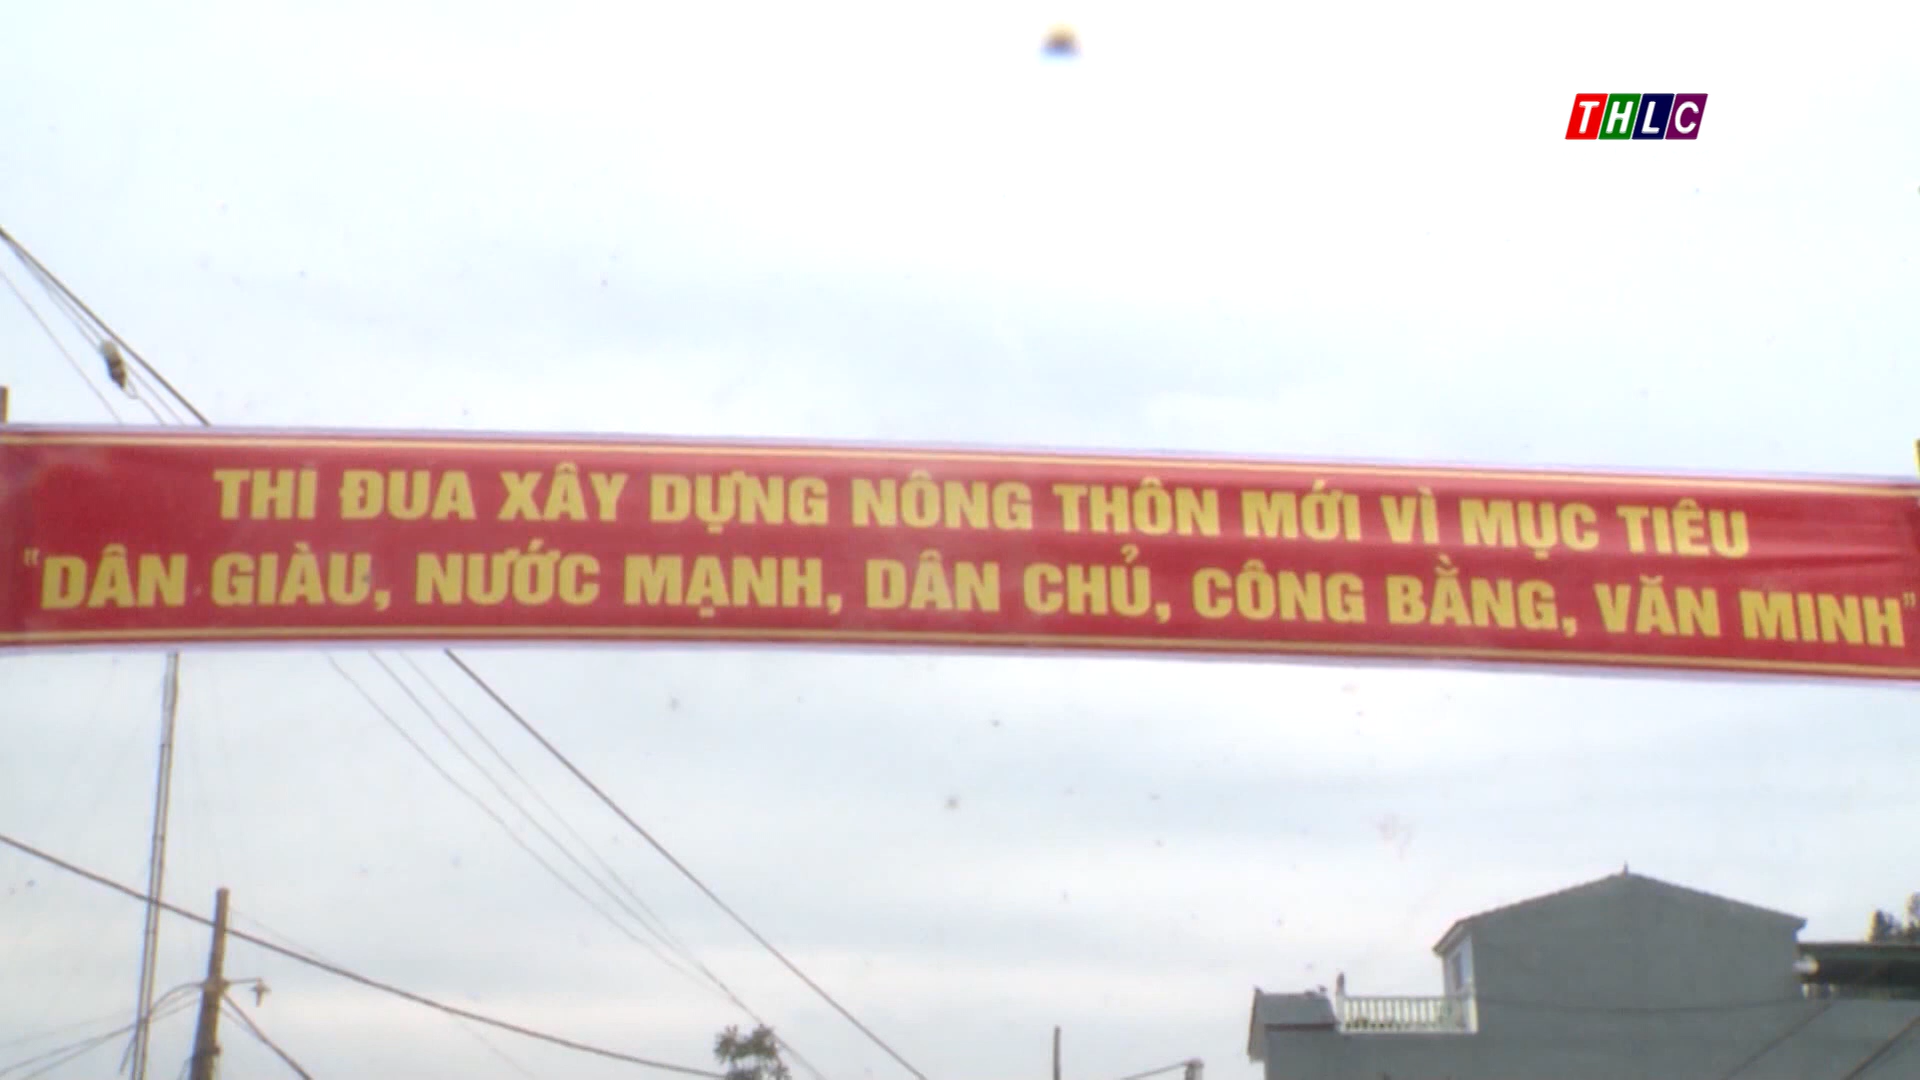 THLC
THI ĐUA XÂY DỰNG NÔNG THÔN MỚI VÌ MỤC TIÊU
"DÂN GIÀU, NƯỚC MẠNH, DÂN CHỦ, CÔNG BẰNG, VĂN MINH"